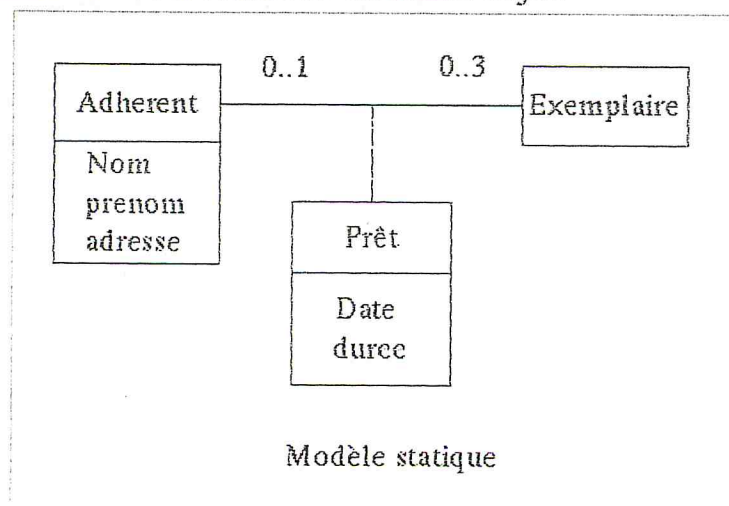 0..1
0..3
Adherent
Exemplaire
Nom
prenom
adresse
Prêt
Date
duree
Modèle statique